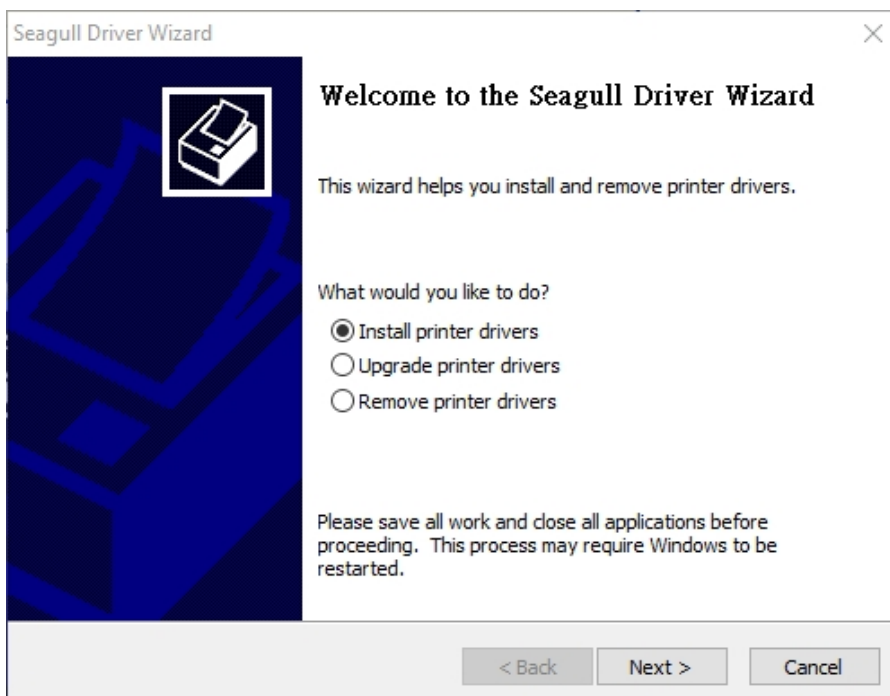 Seagull Driver Wizard
Welcome to the Seagull Driver Wizard
This wizard helps you install and remove printer drivers.
What would you like to do?
Install printer drivers
Upgrade printer drivers
Remove printer drivers
Please save all work and close all applications before
proceeding.  This process may require Windows to be
restarted.
< Back
Next >
Cancel